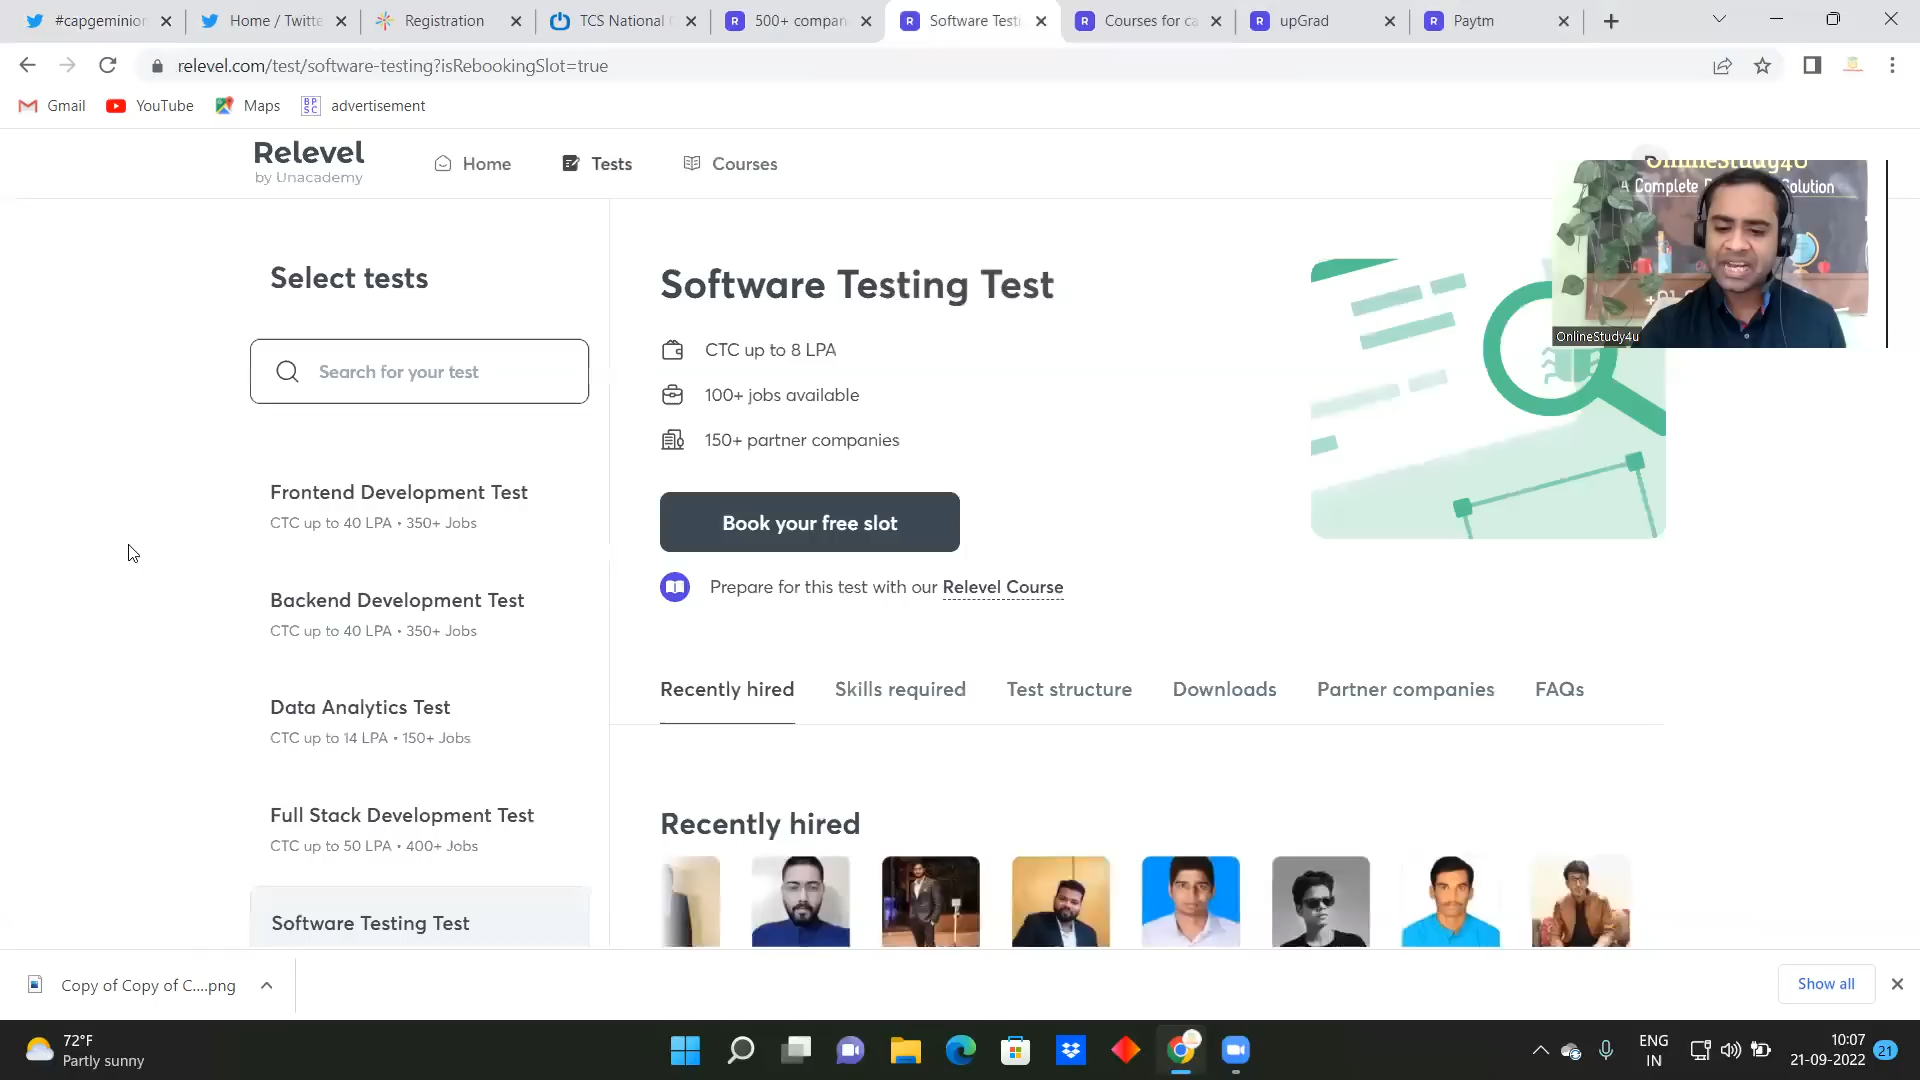 #capgeminion
Home / Twitte
Registration
TCS National
500+ compan
Software Testi
Courses for ca
upGrad
Paytm
relevel.com/test/software-testing?isRebookingSlot=true
Gmail
YouTube
Maps
BPSC
advertisement
Relevel
by Unacademy
Home
Tests
Courses
OnlineStudy4U
A Complete
Solution
OnlineStudy4u
Select tests
Search for your test
Frontend Development Test
CTC up to 40 LPA • 350+ Jobs
Backend Development Test
CTC up to 40 LPA • 350+ Jobs
Data Analytics Test
CTC up to 14 LPA • 150+ Jobs
Full Stack Development Test
CTC up to 50 LPA • 400+ Jobs
Software Testing Test
Software Testing Test
CTC up to 8 LPA
100+ jobs available
150+ partner companies
Book your free slot
Prepare for this test with our Relevel Course
Recently hired
Skills required
Test structure
Downloads
Partner companies
FAQs
Recently hired
Copy of Copy of C....png
Show all
72°F
Partly sunny
ENG
IN
10:07
21-09-2022
21